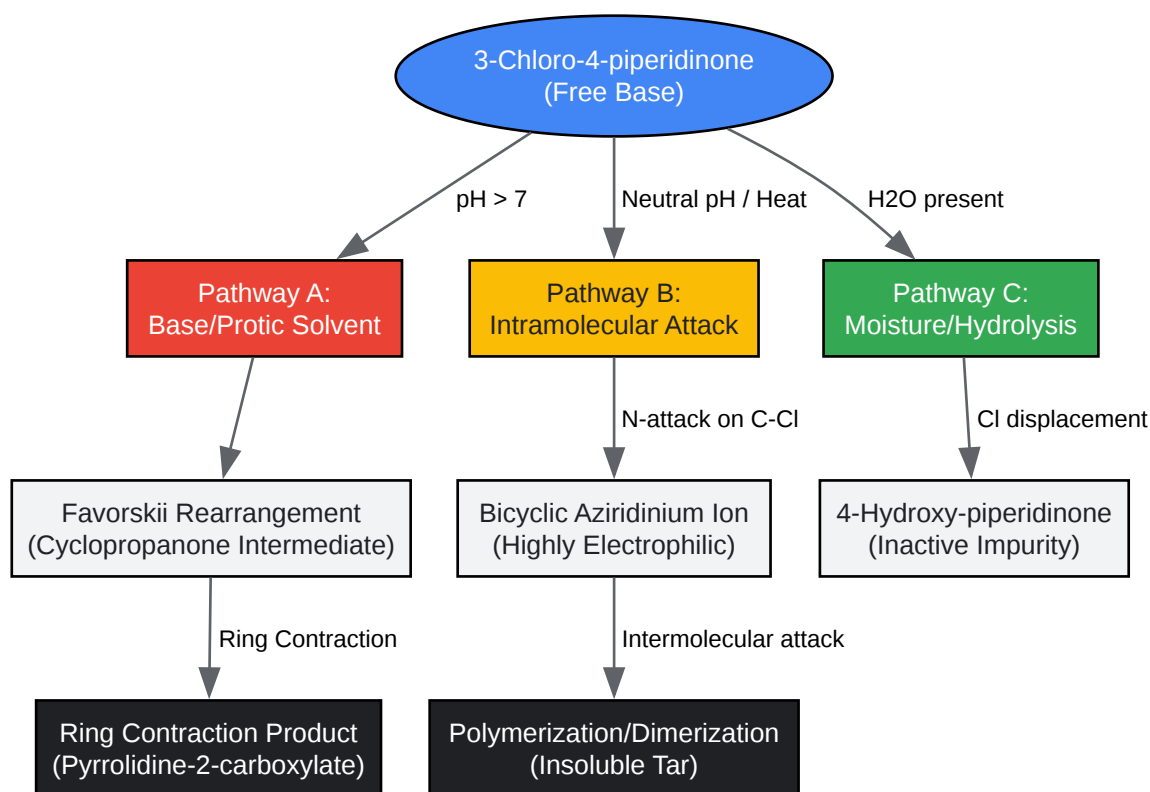 3-Chloro-4-piperidinone
(Free Base)
pH > 7
Neutral pH / Heat
H2O present
Pathway A:
Base/Protic Solvent
Pathway B:
Intramolecular Attack
Pathway C:
Moisture/Hydrolysis
N-attack on C-Cl
Cl displacement
Favorskii Rearrangement
(Cyclopropanone Intermediate)
Bicyclic Aziridinium Ion
(Highly Electrophilic)
4-Hydroxy-piperidinone
(Inactive Impurity)
Ring Contraction
Intermolecular attack
Ring Contraction Product
(Pyrrolidine-2-carboxylate)
Polymerization/Dimerization
(Insoluble Tar)